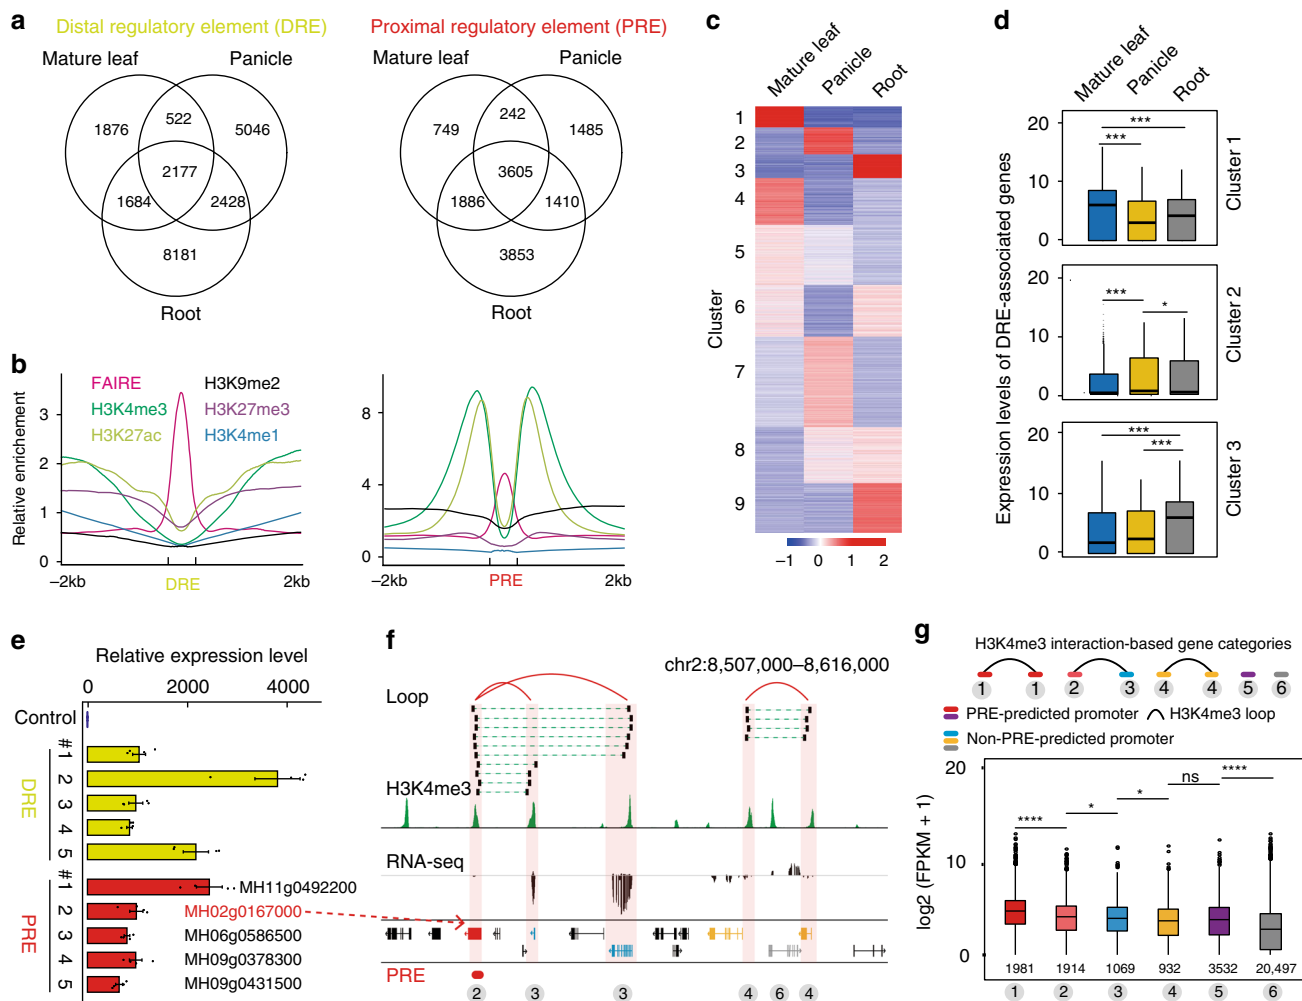 a
Distal regulatory element (DRE)
Mature leaf
Panicle
1876
522
5046
2177
1684
2428
8181
Root
Proximal regulatory element (PRE)
Mature leaf
Panicle
749
242
1485
3605
1886
1410
3853
Root
b
Relative enrichement
FAIRE
H3K9me2
H3K4me3
H3K27me3
H3K27ac
H3K4me1
3
2
1
0
−2kb
DRE
2kb
8
4
0
−2kb
PRE
2kb
c
Mature leaf
Panicle
Root
Cluster
1
2
3
4
5
6
7
8
9
−1 0 1 2
d
Mature leaf
Panicle
Root
Expression levels of DRE-associated genes
20
10
0
***
***
Cluster 1
20
10
0
***
*
Cluster 2
20
10
0
***
***
Cluster 3
e
Relative expression level
0 2000 4000
Control
DRE
#1
2
3
4
5
PRE
#1 MH11g0492200
2 MH02g0167000
3 MH06g0586500
4 MH09g0378300
5 MH09g0431500
f
chr2:8,507,000–8,616,000
Loop
H3K4me3
RNA-seq
PRE
2 3 3 4 6 4
g
H3K4me3 interaction-based gene categories
1 1 2 3 4 4 5 6
PRE-predicted promoter
H3K4me3 loop
Non-PRE-predicted promoter
log2 (FPKM + 1)
20
10
0
****
*
*
ns
****
1981 1914 1069 932 3532 20,497
1 2 3 4 5 6